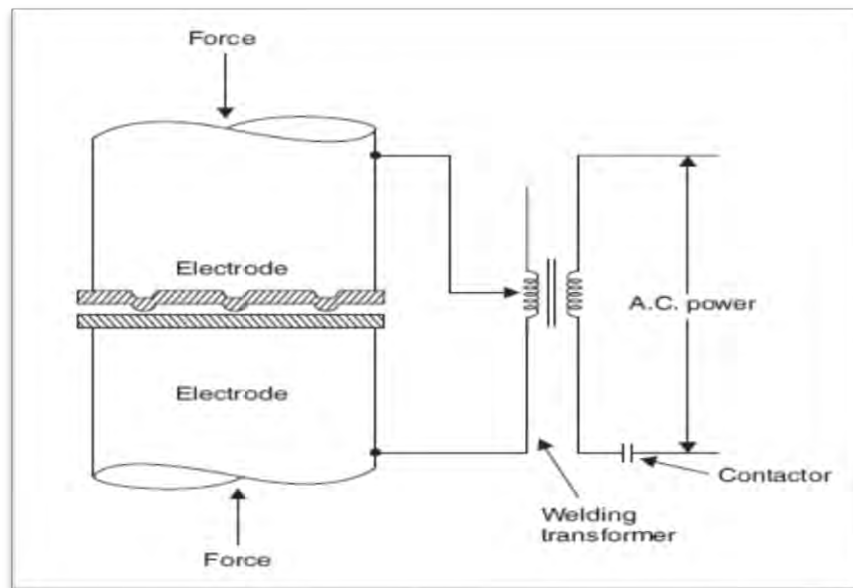 Force
Electrode
A.C. power
Electrode
Contactor
Welding
transformer
Force